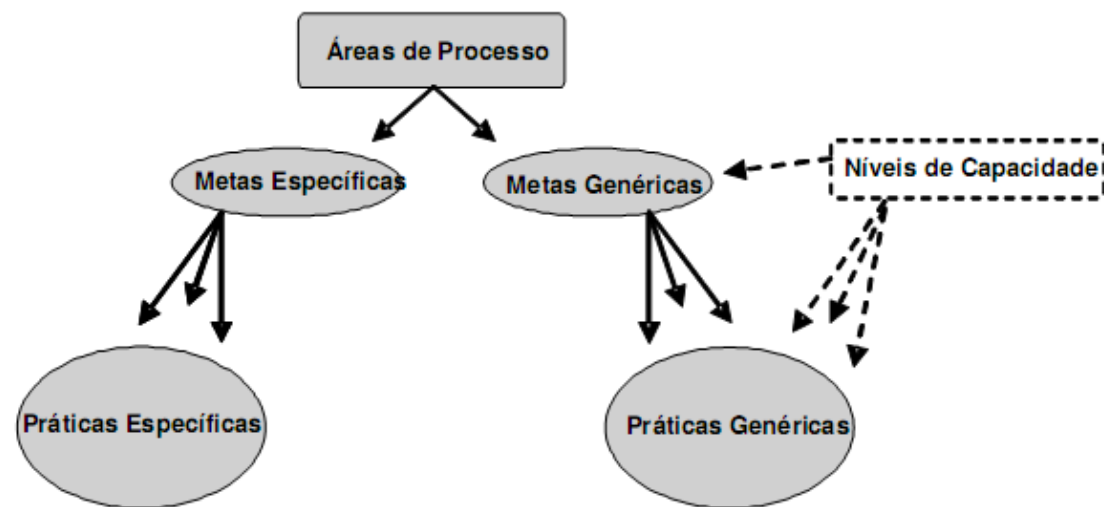 Áreas de Processo
Metas Específicas
Metas Genéricas
Níveis de Capacidade
Práticas Específicas
Práticas Genéricas